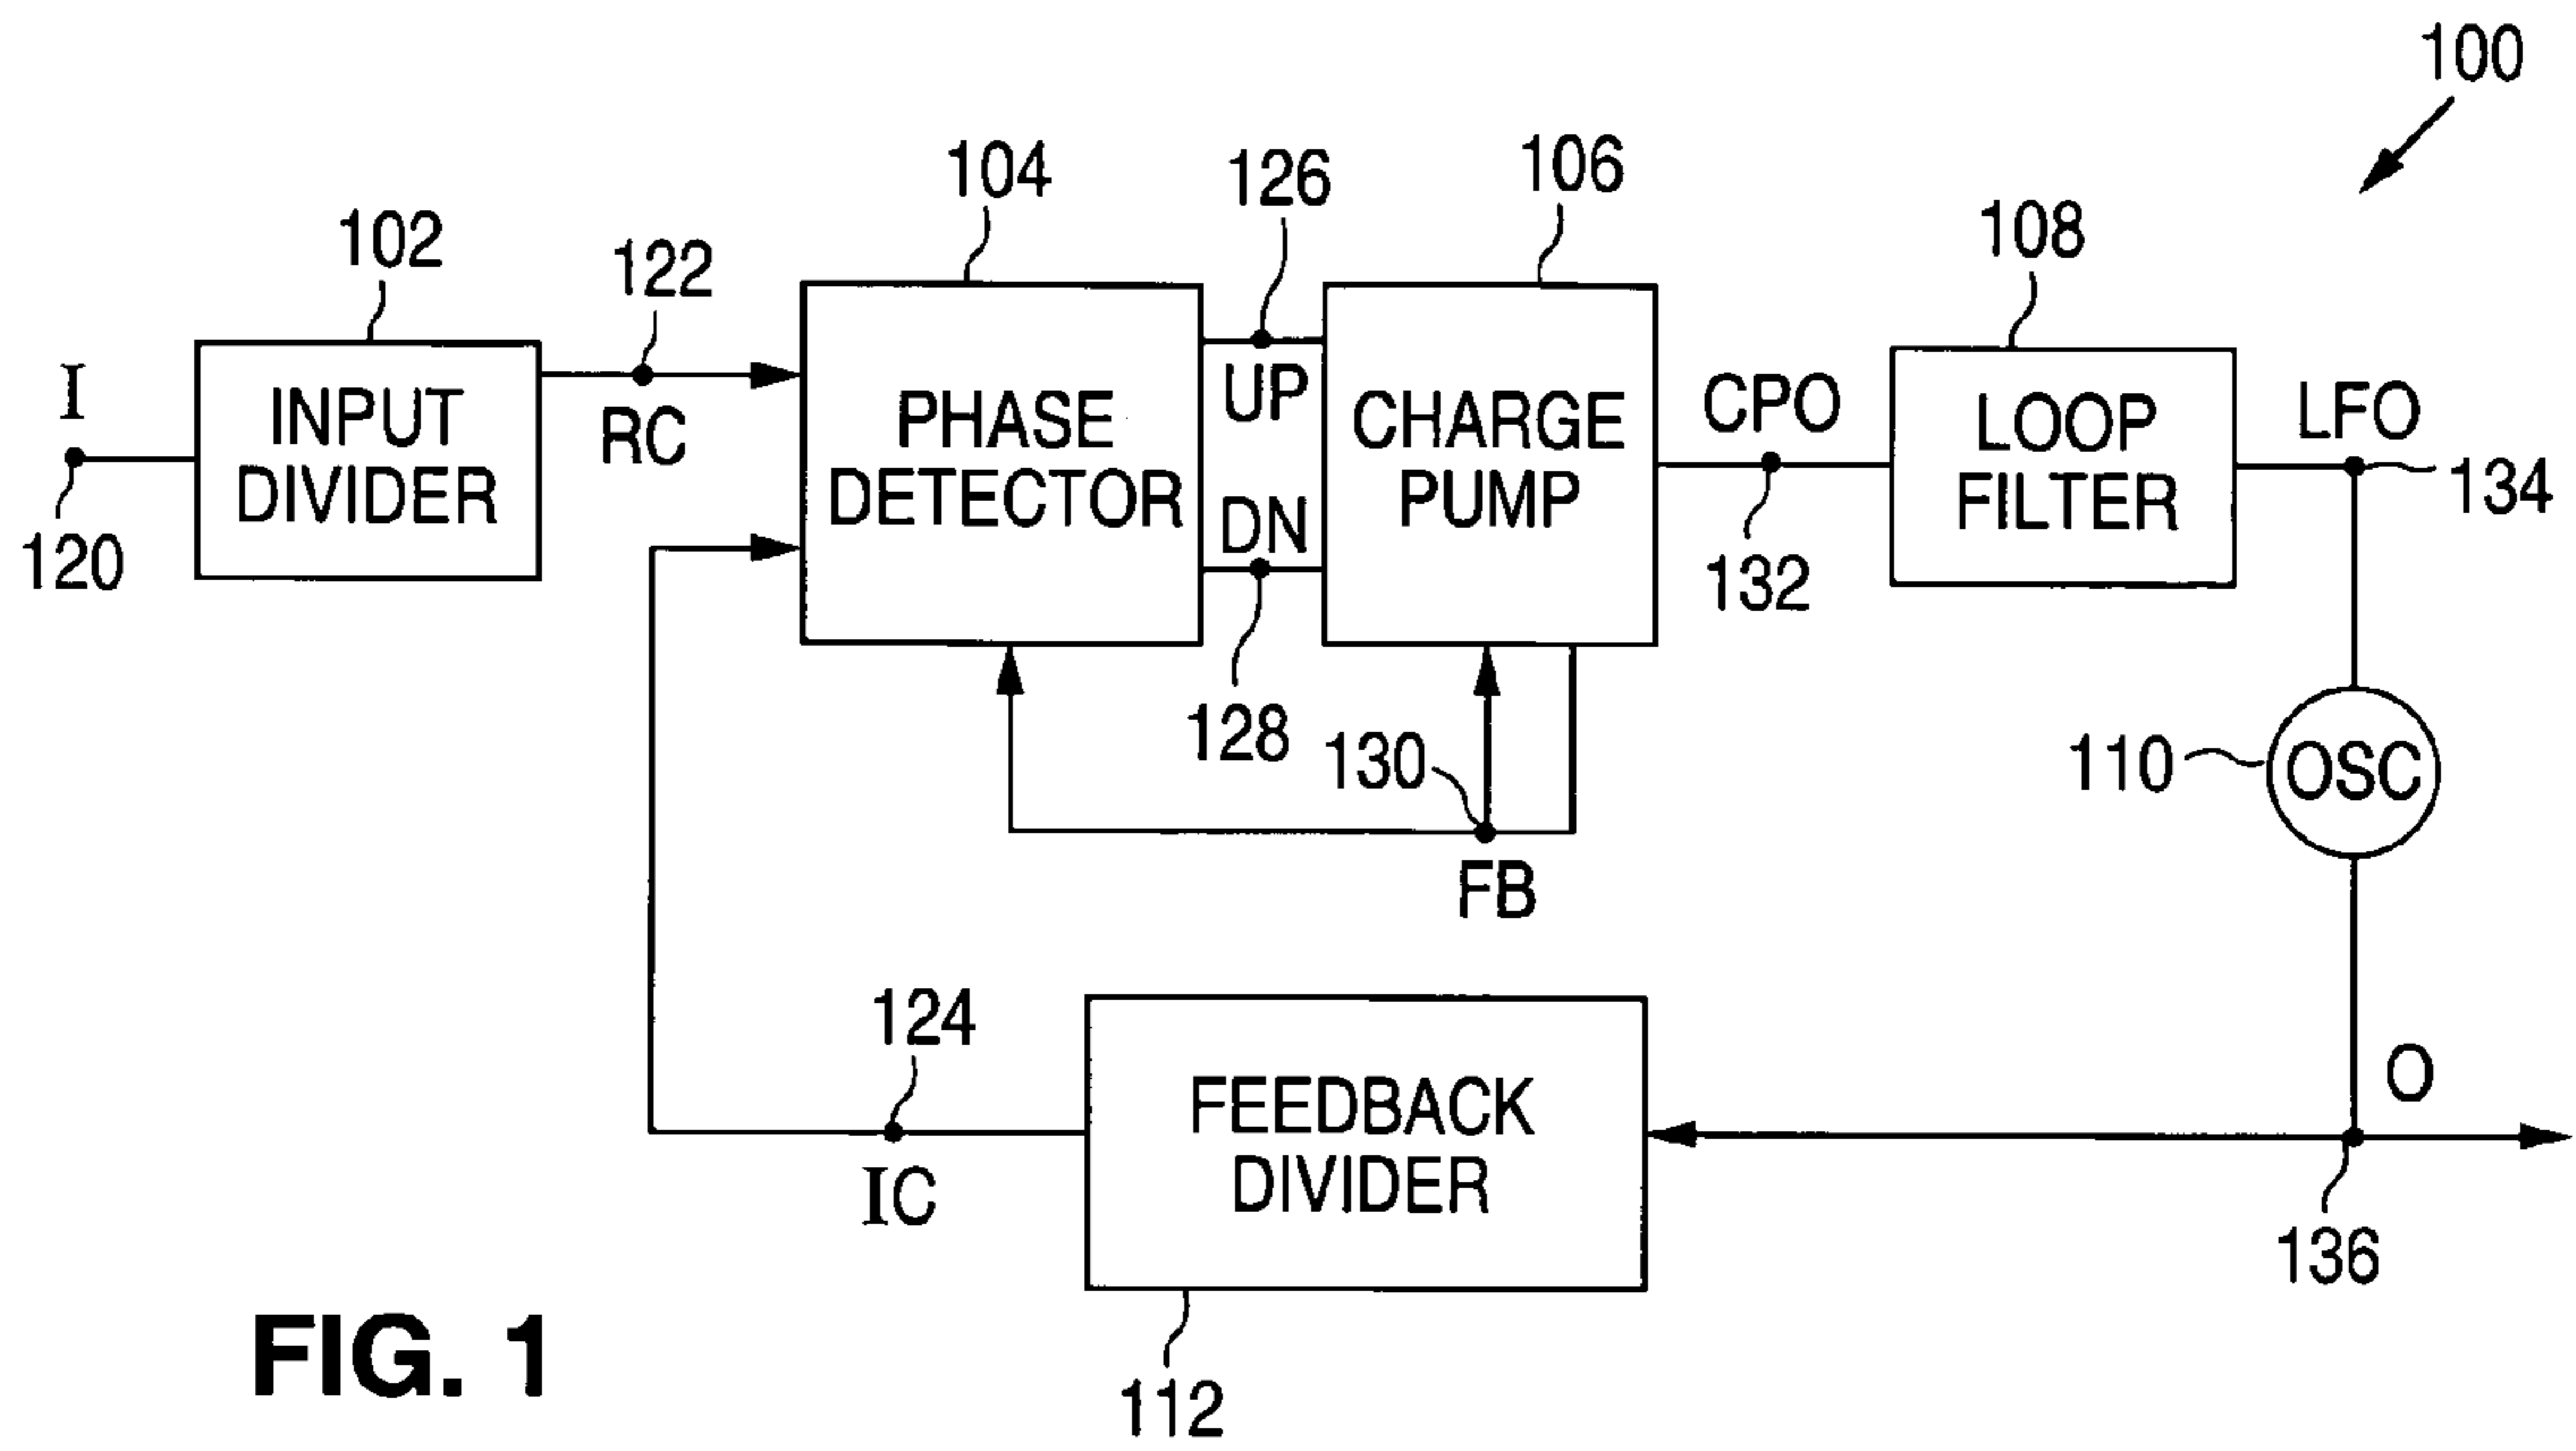 100
104
126
106
102
122
108
I
INPUT
DIVIDER
RC
PHASE
DETECTOR
UP
DN
CHARGE
PUMP
CPO
LOOP
FILTER
LFO
120
132
134
128
130
110
OSC
FB
124
IC
FEEDBACK
DIVIDER
O
136
112
FIG. 1